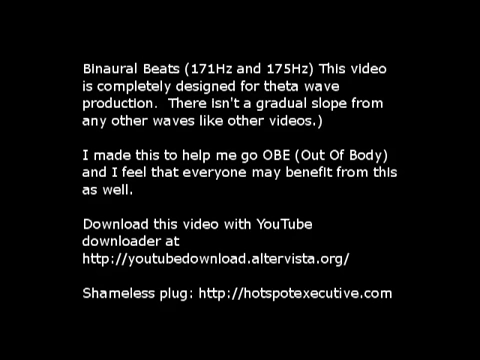 Binaural Beats (171Hz and 175Hz) This video
is completely designed for theta wave
production.  There isn't a gradual slope from
any other waves like other videos.)
I made this to help me go OBE (Out Of Body)
and I feel that everyone may benefit from this
as well.
Download this video with YouTube
downloader at
http://youtubedownload.altervista.org/
Shameless plug: http://hotspotexecutive.com